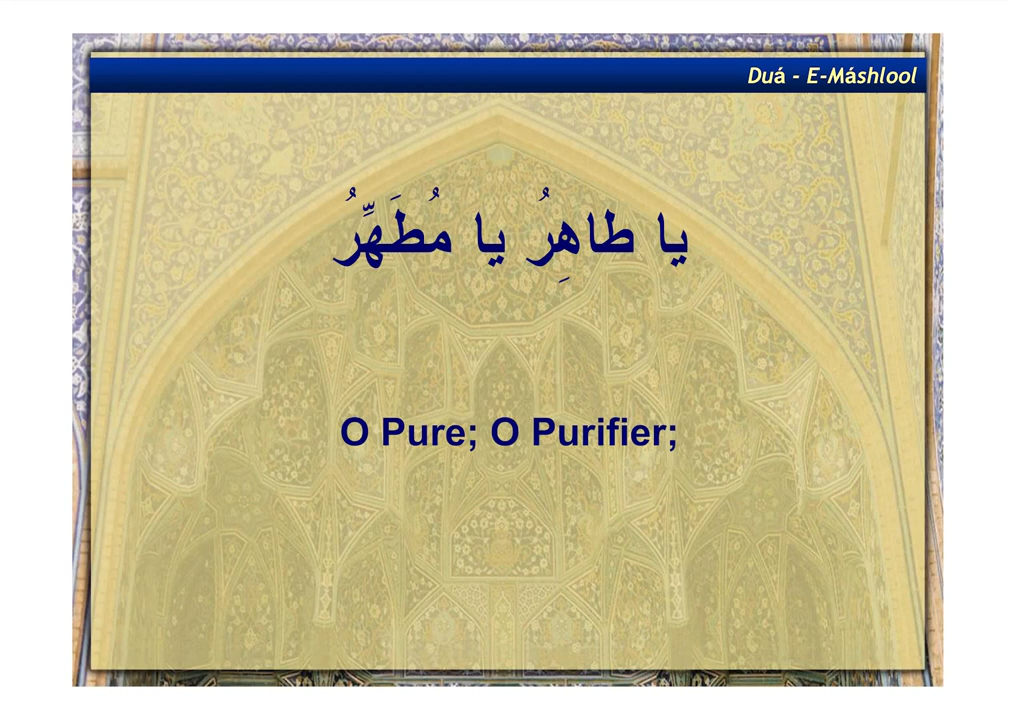 Duá - E-Máshlool
يا طاهِرُ يا مُطَهِّرُ
O Pure; O Purifier;